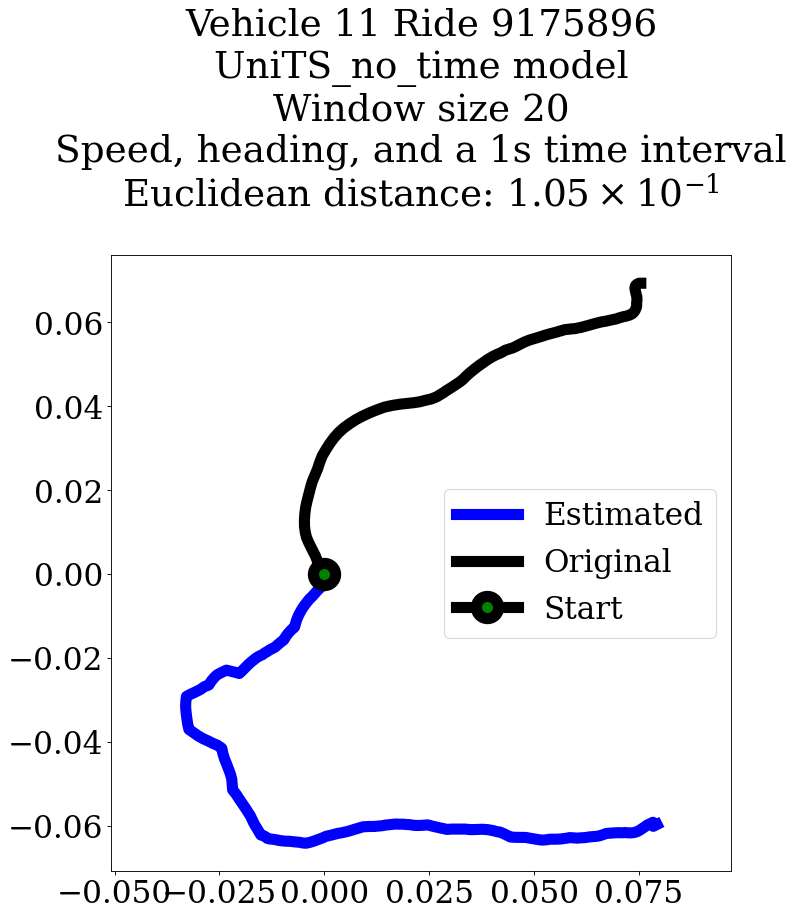 Vehicle 11 Ride 9175896
UniTS_no_time model
Window size 20
Speed, heading, and a 1s time interval
Euclidean distance: 1.05 × 10⁻¹
0.06
0.04
0.02
0.00
−0.02
−0.04
−0.06
Estimated
Original
Start
−0.050 −0.025 0.000 0.025 0.050 0.075